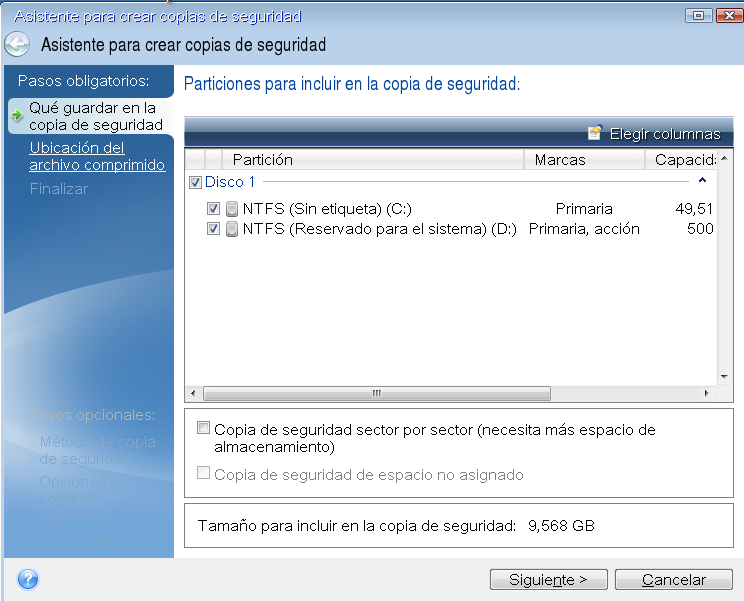 Asistente para crear copias de seguridad
Asistente para crear copias de seguridad
Pasos obligatorios:
Qué guardar en la
copia de seguridad
Ubicación del
archivo comprimido
Finalizar
Pasos opcionales:
Método de copia
de seguridad
Opciones de
copia de
Particiones para incluir en la copia de seguridad:
Elegir columnas
Partición Marcas Capacid
Disco 1
NTFS (Sin etiqueta) (C:) Primaria 49,51
NTFS (Reservado para el sistema) (D:) Primaria, acción 500
Copia de seguridad sector por sector (necesita más espacio de
almacenamiento)
Copia de seguridad de espacio no asignado
Tamaño para incluir en la copia de seguridad: 9,568 GB
Siguiente >
Cancelar